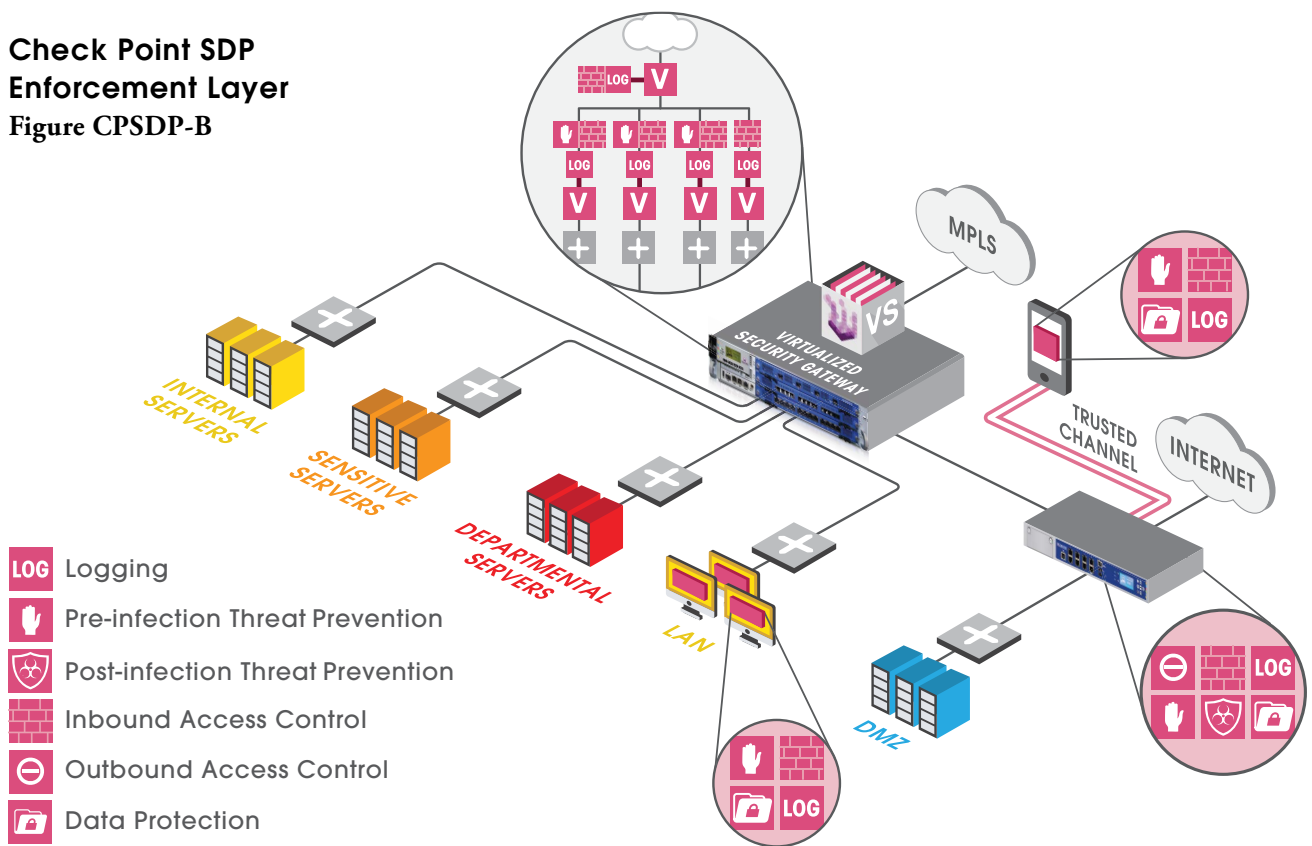 Check Point SDP
Enforcement Layer
Figure CPSDP-B
LOG
V
LOG
LOG
LOG
LOG
V
V
V
V
MPLS
VS
VIRTUALIZED
SECURITY GATEWAY
LOG
TRUSTED
CHANNEL
INTERNET
INTERNAL
SERVERS
SENSITIVE
SERVERS
DEPARTMENTAL
SERVERS
LAN
DMZ
LOG
LOG
LOG Logging
Pre-infection Threat Prevention
Post-infection Threat Prevention
Inbound Access Control
Outbound Access Control
Data Protection